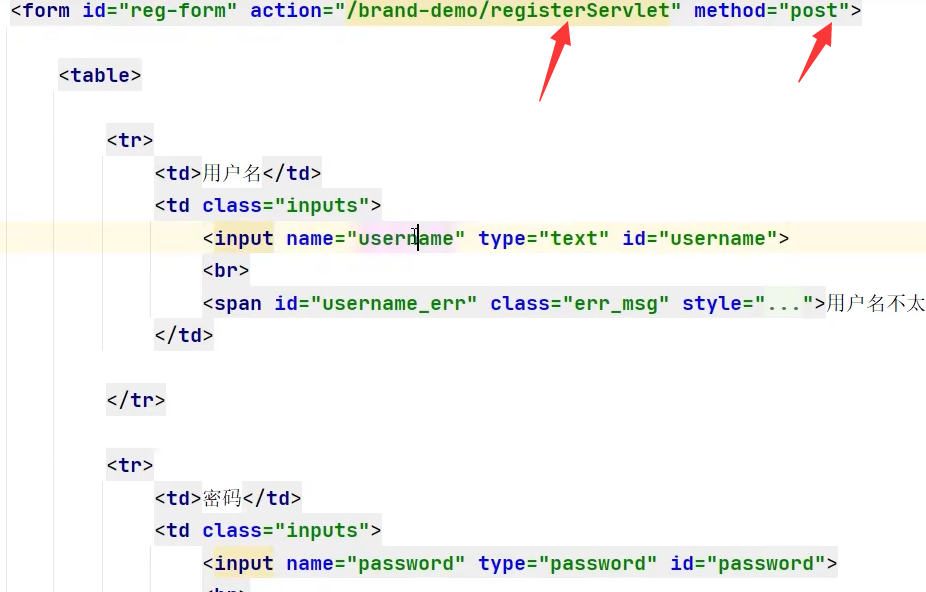 <form id="reg-form" action="/brand-demo/registerServlet" method="post">
<table>
<tr>
<td>用户名</td>
<td class="inputs">
<input name="username" type="text" id="username">
<br>
<span id="username_err" class="err_msg" style="...">用户名不太
</td>
</tr>
<tr>
<td>密码</td>
<td class="inputs">
<input name="password" type="password" id="password">
<br>